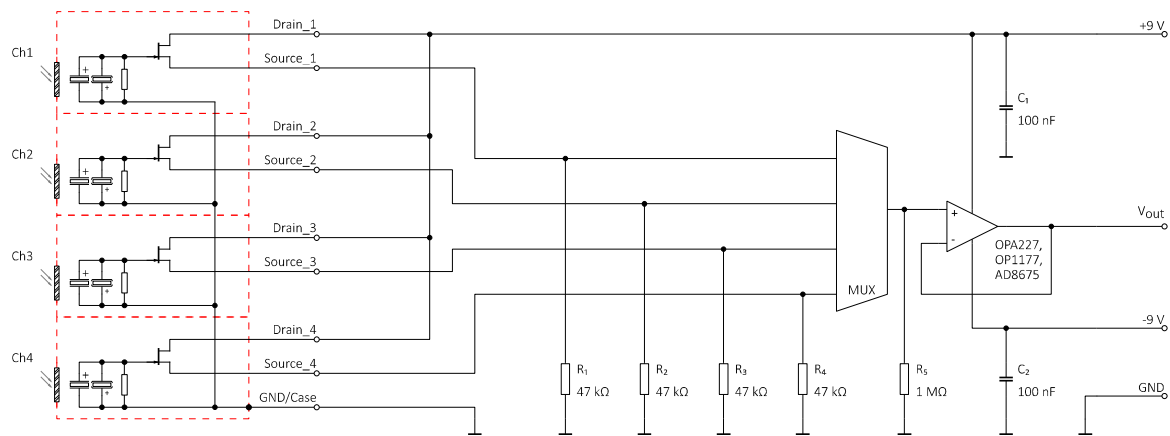 Ch1
Drain_1
Source_1
Ch2
Drain_2
Source_2
Ch3
Drain_3
Source_3
Ch4
Drain_4
Source_4
GND/Case
R₁
47 kΩ
R₂
47 kΩ
R₃
47 kΩ
R₄
47 kΩ
MUX
R₅
1 MΩ
+
-
OPA227,
OP1177,
AD8675
+9 V
C₁
100 nF
Vout
-9 V
C₂
100 nF
GND
+
+
+
+
+
+
+
+